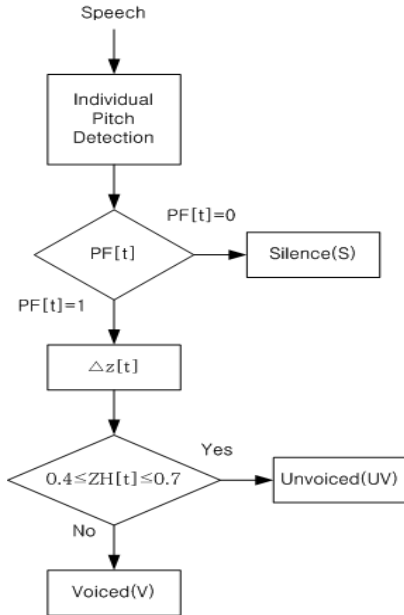 Speech
Individual
Pitch
Detection
PF[t]=0
PF[t]
Silence(S)
PF[t]=1
△z[t]
Yes
0.4≤ZH[t]≤0.7
Unvoiced(UV)
No
Voiced(V)